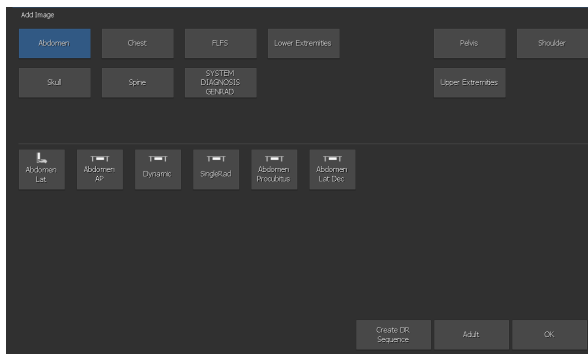 Add Image
Abdomen
Chest
FLFS
Lower Extremities
Pelvis
Shoulder
Skull
Spine
SYSTEM
DIAGNOSIS
GENRAD
Upper Extremities
Abdomen
Lat
Abdomen
AP
Dynamic
SingleRad
Abdomen
Procubitus
Abdomen
Lat Dec
Create DR
Sequence
Adult
OK